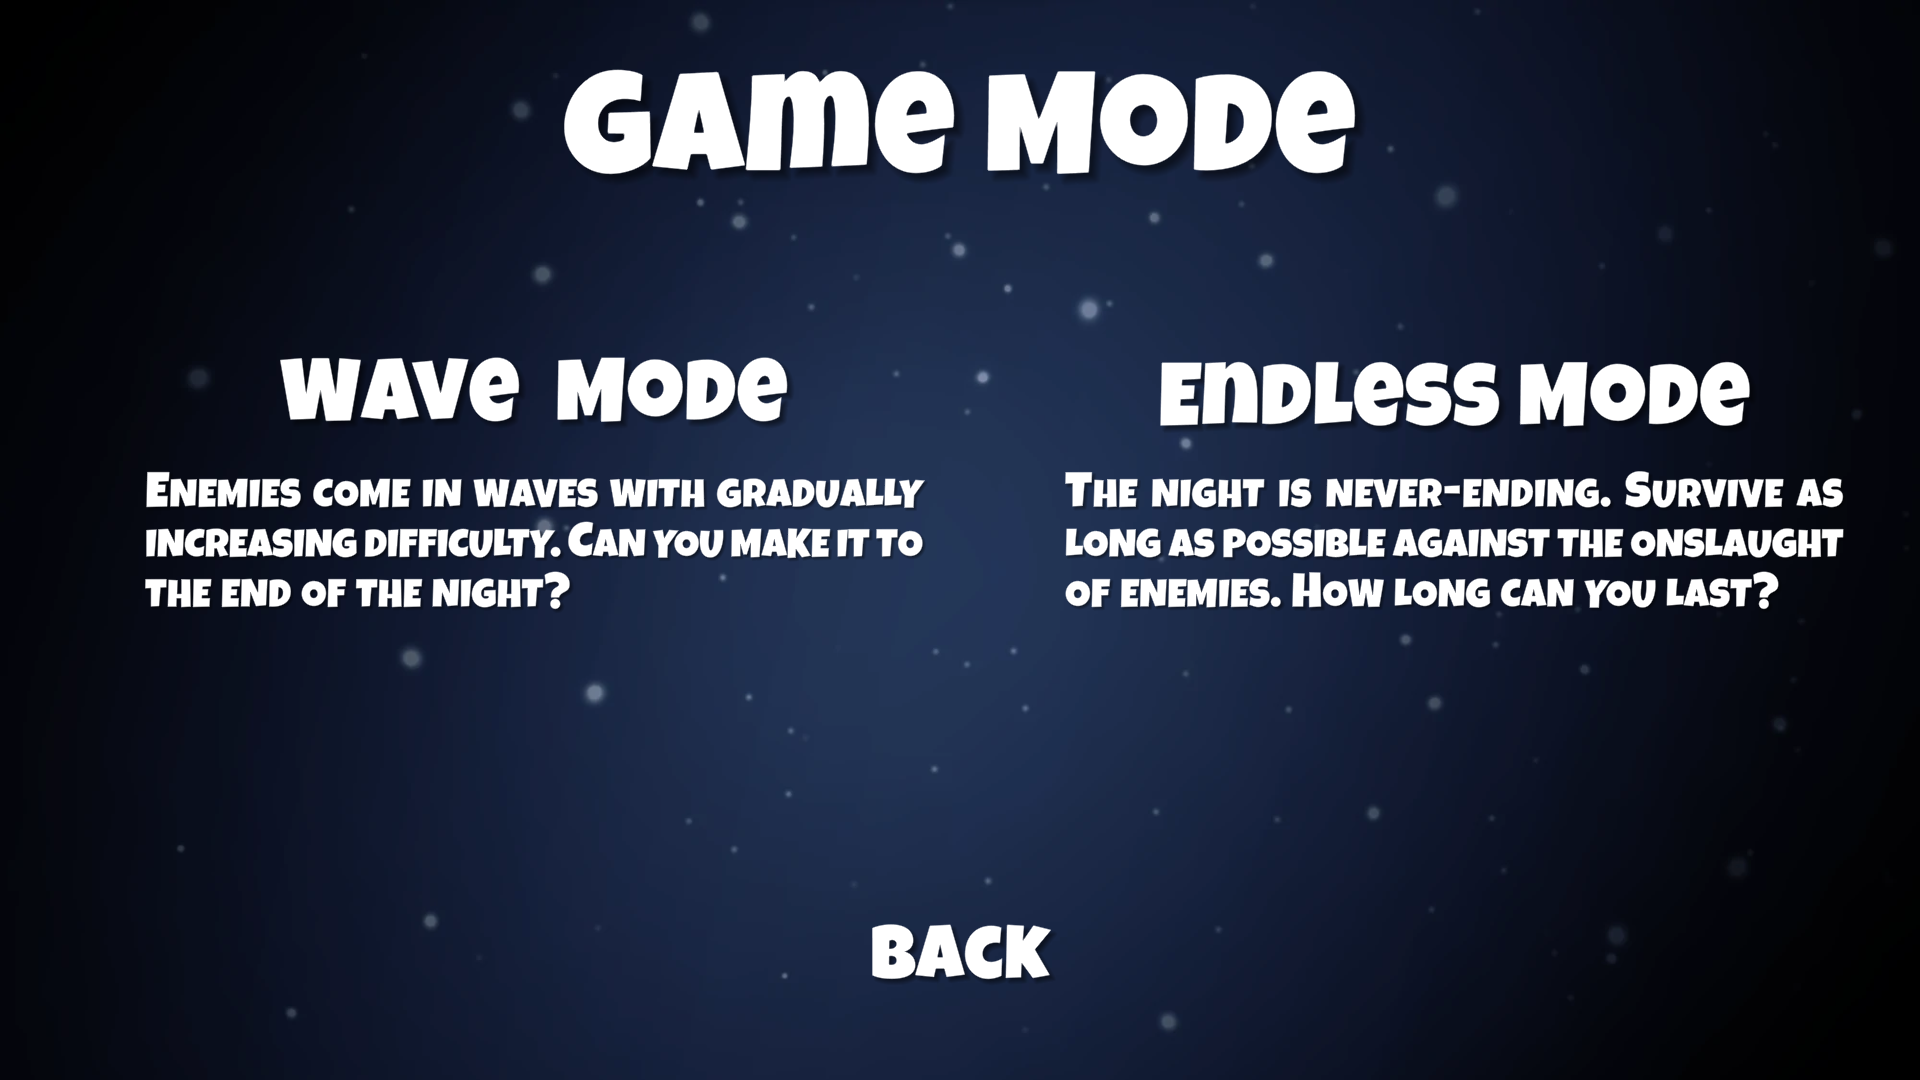 Game Mode
Wave Mode
Endless Mode
Enemies come in waves with gradually
increasing difficulty. Can you make it to
the end of the night?
The night is never-ending. Survive as
long as possible against the onslaught
of enemies. How long can you last?
Back